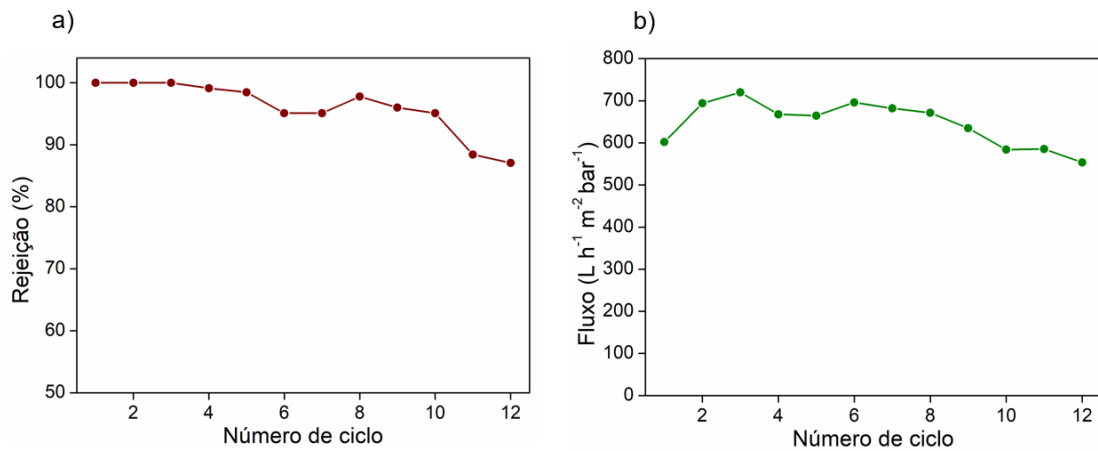 a)
Rejeição (%)
100
90
80
70
60
50
2 4 6 8 10 12
Número de ciclo
b)
Fluxo (L h⁻¹ m⁻² bar⁻¹)
800
700
600
500
400
300
200
100
0
2 4 6 8 10 12
Número de ciclo